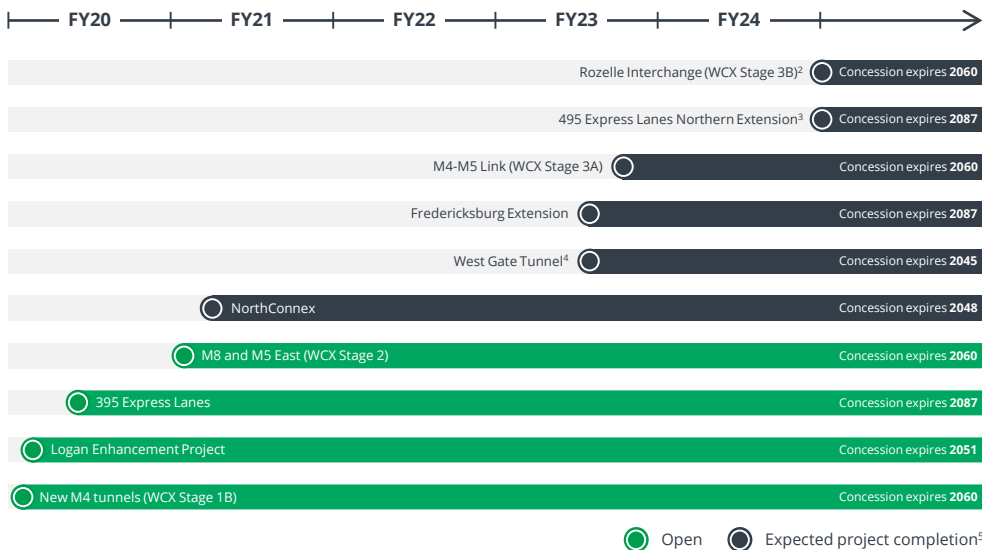 FY20 FY21 FY22 FY23 FY24
Rozelle Interchange (WCX Stage 3B)² Concession expires 2060
495 Express Lanes Northern Extension³ Concession expires 2087
M4-M5 Link (WCX Stage 3A) Concession expires 2060
Fredericksburg Extension Concession expires 2087
West Gate Tunnel⁴ Concession expires 2045
NorthConnex Concession expires 2048
M8 and M5 East (WCX Stage 2) Concession expires 2060
395 Express Lanes Concession expires 2087
Logan Enhancement Project Concession expires 2051
New M4 tunnels (WCX Stage 1B) Concession expires 2060
Open Expected project completion⁵